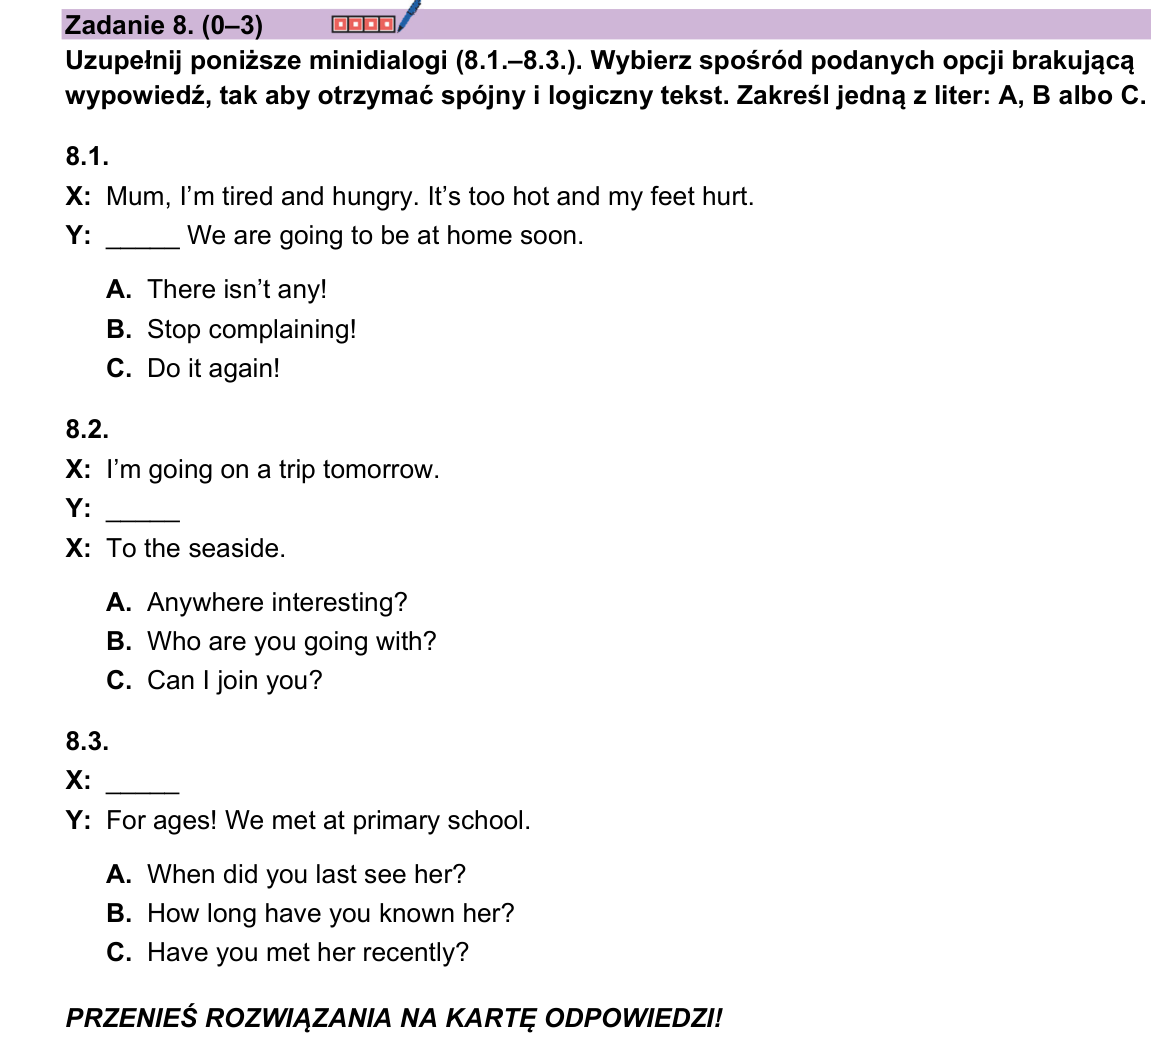 Zadanie 8. (0–3)
Uzupełnij poniższe minidialogi (8.1.–8.3.). Wybierz spośród podanych opcji brakującą
wypowiedź, tak aby otrzymać spójny i logiczny tekst. Zakreśl jedną z liter: A, B albo C.
8.1.
X: Mum, I’m tired and hungry. It’s too hot and my feet hurt.
Y: _____ We are going to be at home soon.
A. There isn’t any!
B. Stop complaining!
C. Do it again!
8.2.
X: I’m going on a trip tomorrow.
Y: _____
X: To the seaside.
A. Anywhere interesting?
B. Who are you going with?
C. Can I join you?
8.3.
X: _____
Y: For ages! We met at primary school.
A. When did you last see her?
B. How long have you known her?
C. Have you met her recently?
PRZENIEŚ ROZWIĄZANIA NA KARTĘ ODPOWIEDZI!